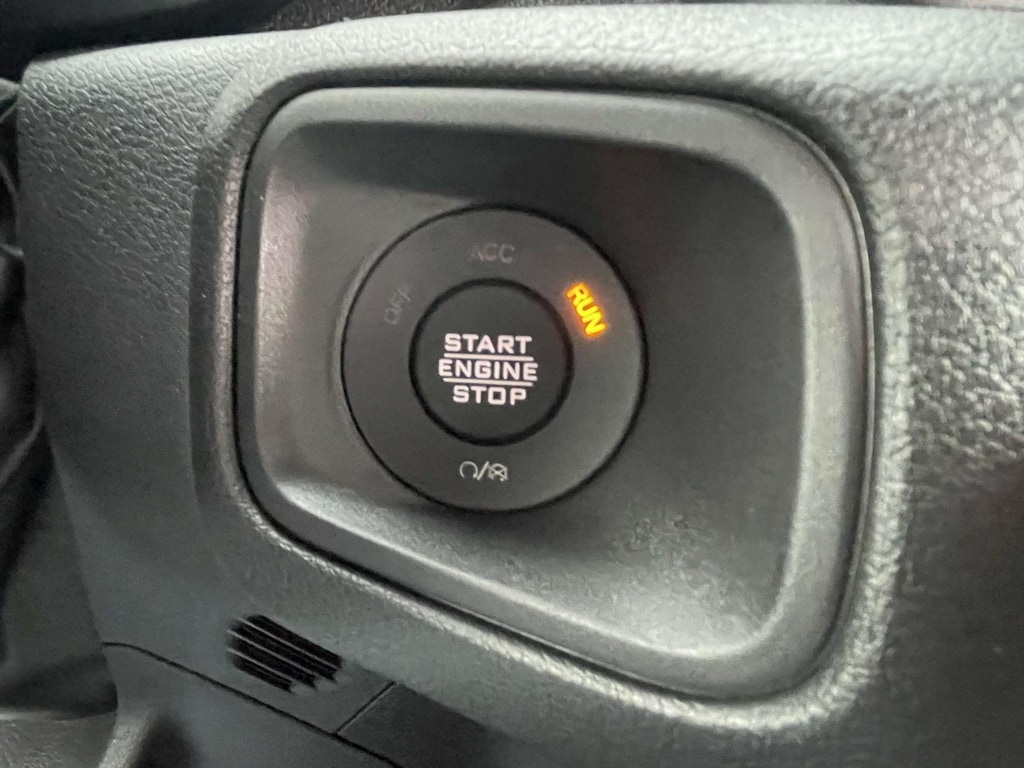 ACC
OFF
RUN
START
ENGINE
STOP